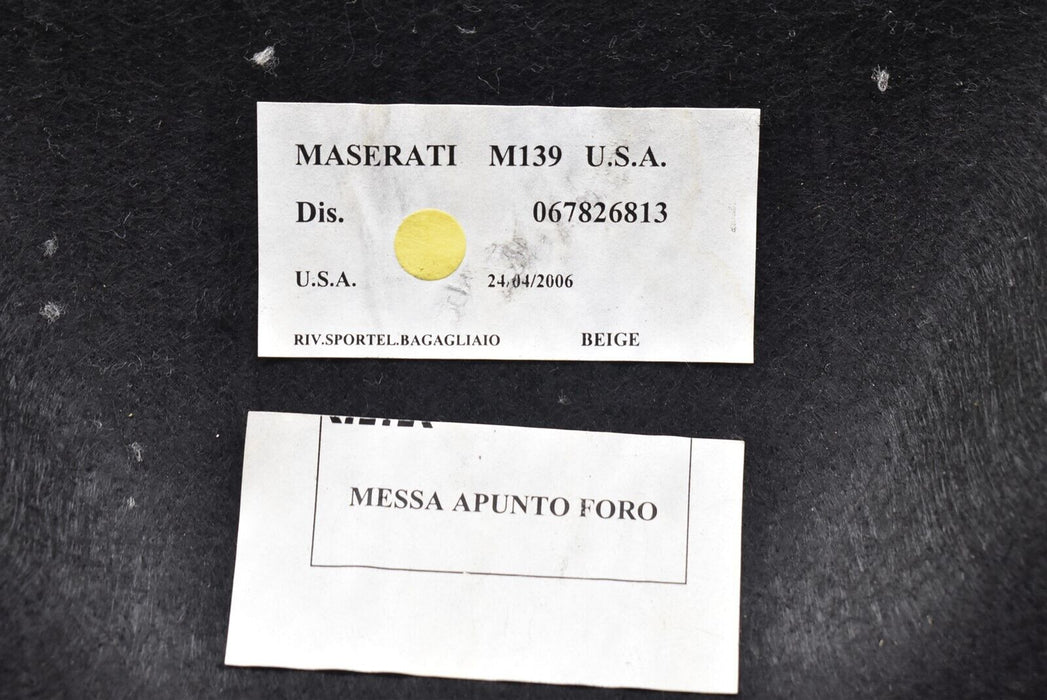 MASERATI M139 U.S.A.
Dis. 067826813
U.S.A. 24/04/2006
RIV.SPORTEL.BAGAGLIAIO BEIGE
MESSA APUNTO FORO